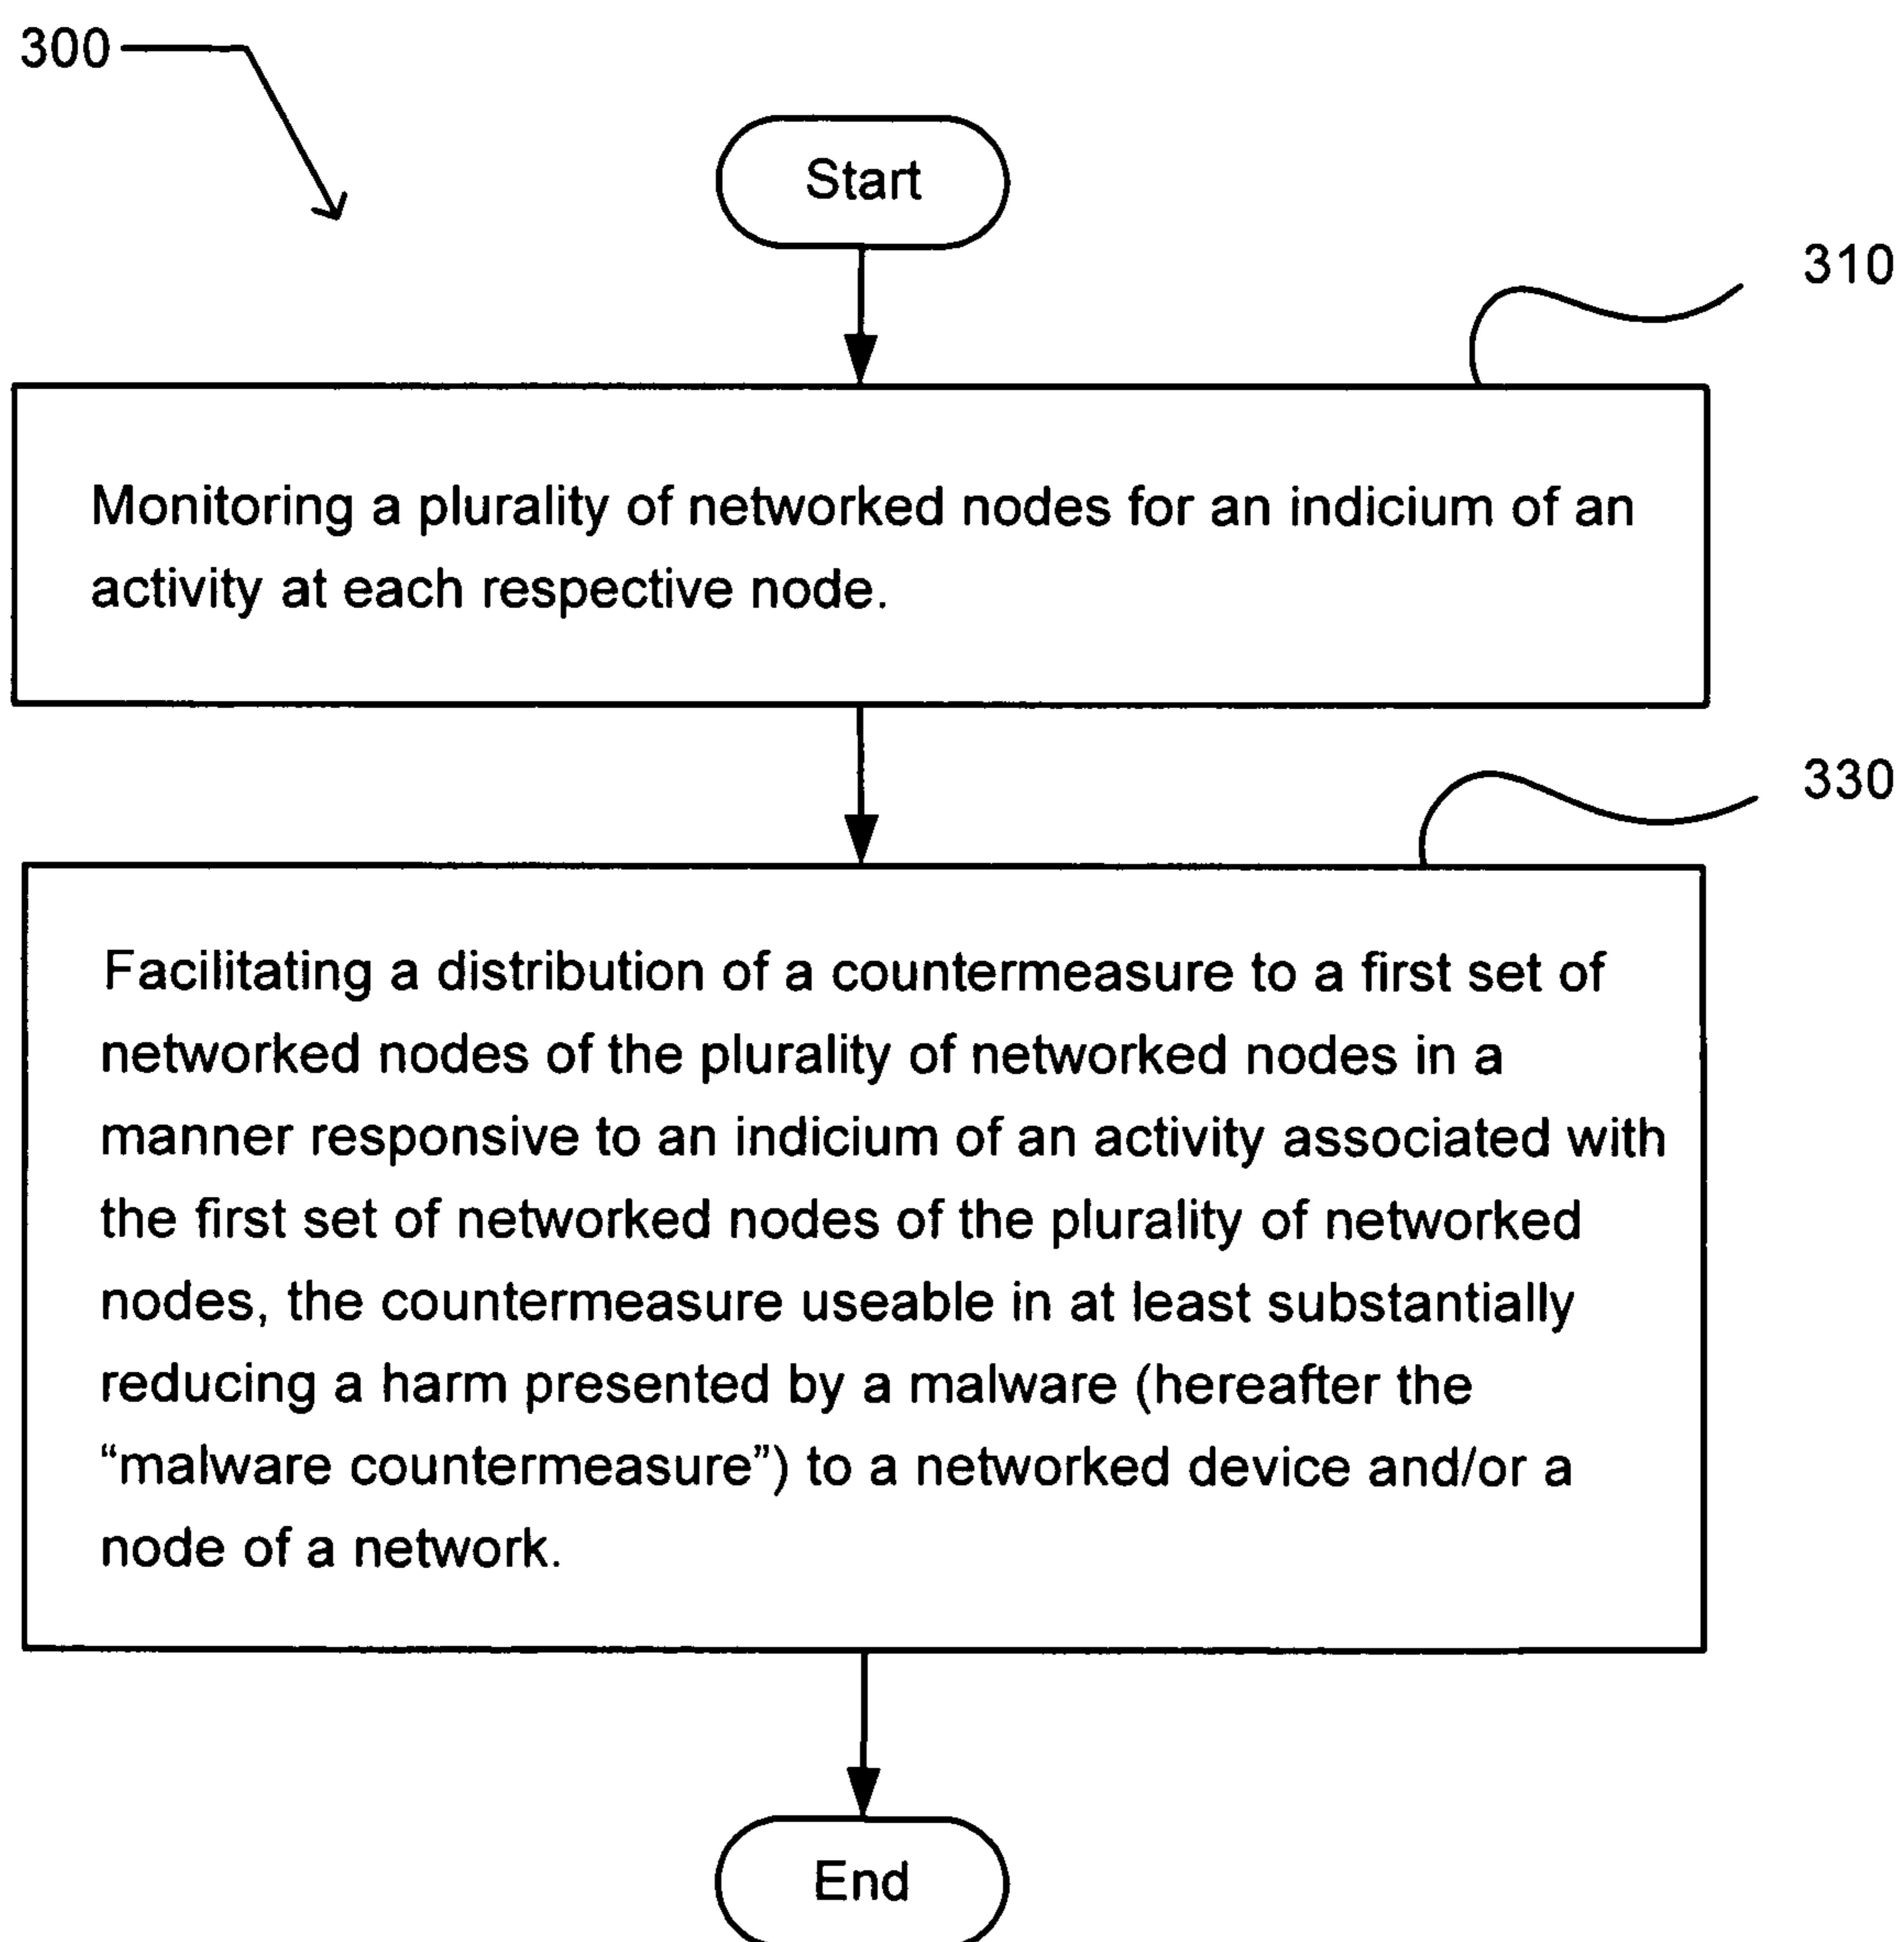 300
Start
310
Monitoring a plurality of networked nodes for an indicium of an
activity at each respective node.
330
Facilitating a distribution of a countermeasure to a first set of
networked nodes of the plurality of networked nodes in a
manner responsive to an indicium of an activity associated with
the first set of networked nodes of the plurality of networked
nodes, the countermeasure useable in at least substantially
reducing a harm presented by a malware (hereafter the
“malware countermeasure”) to a networked device and/or a
node of a network.
End